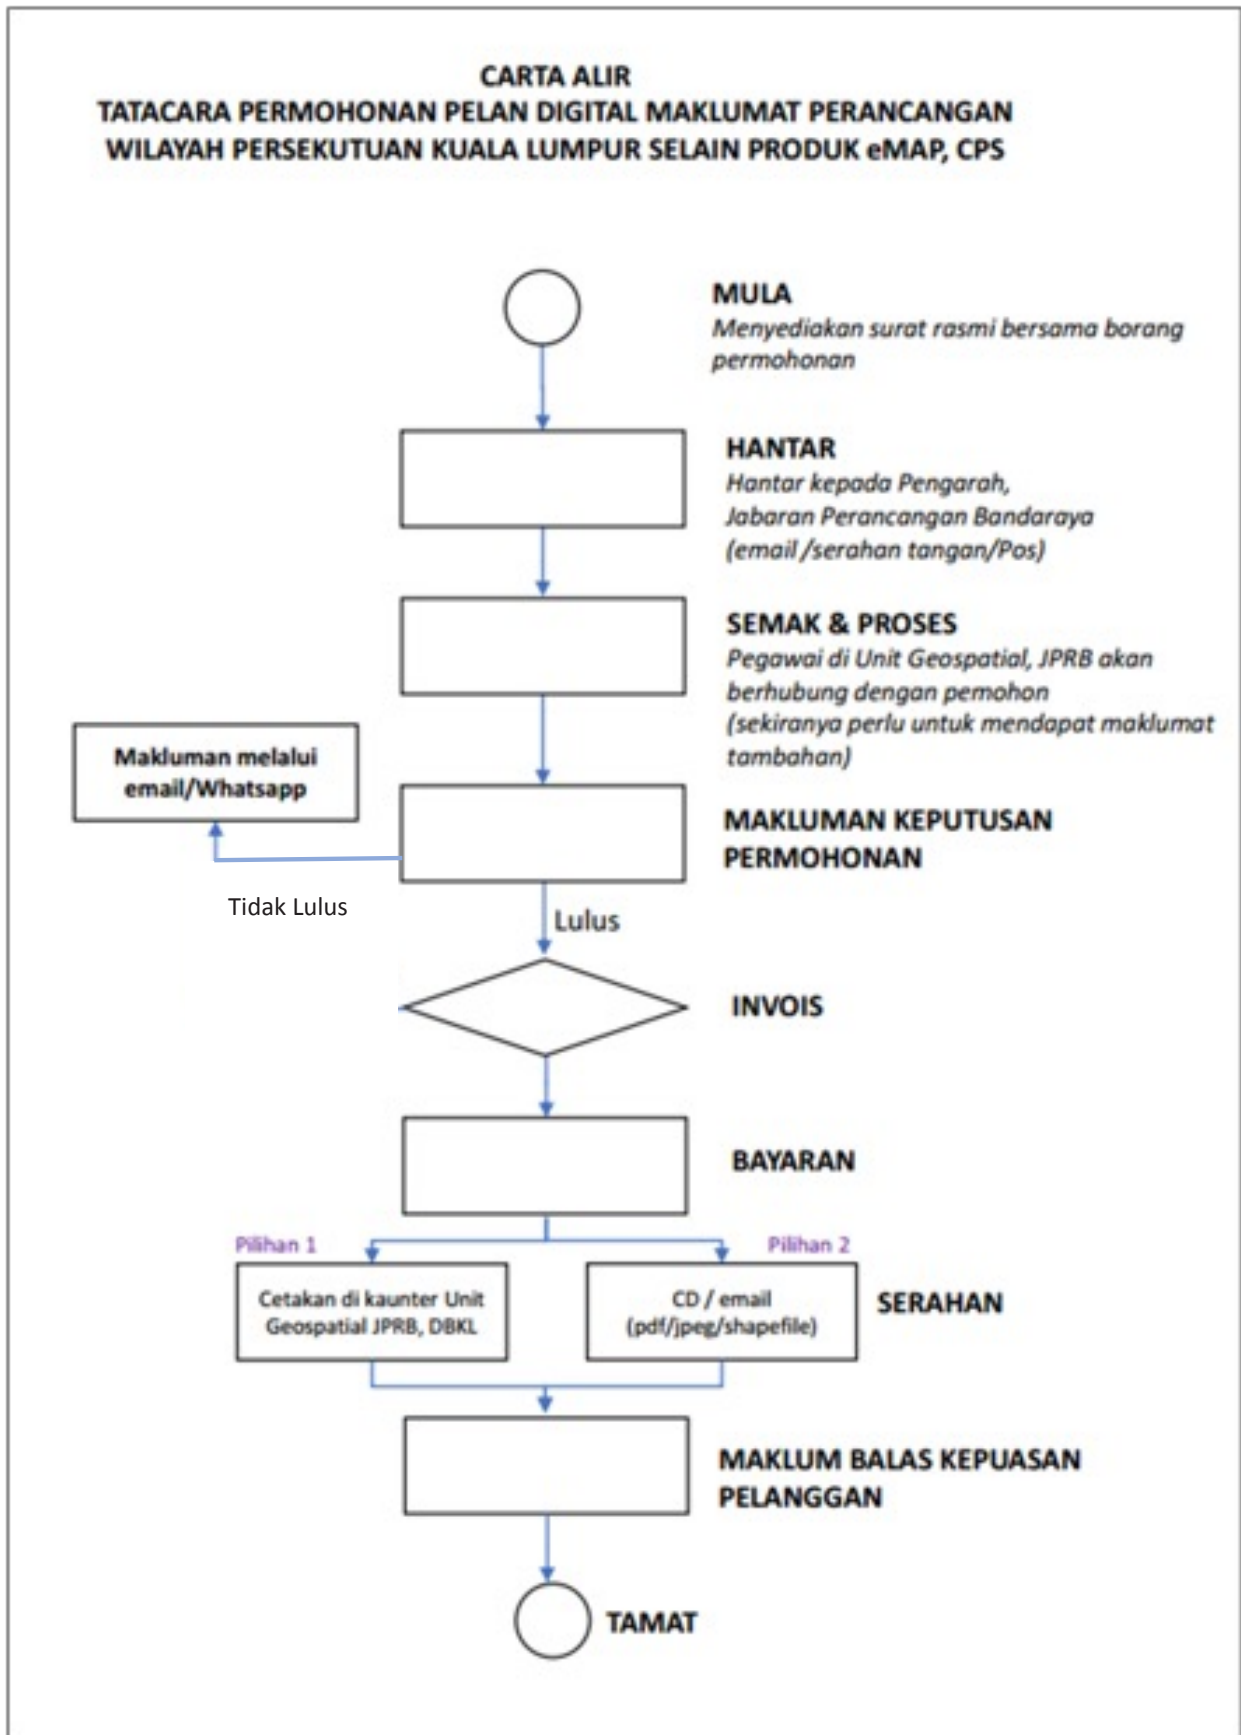 CARTA ALIR
TATACARA PERMOHONAN PELAN DIGITAL MAKLUMAT PERANCANGAN
WILAYAH PERSEKUTUAN KUALA LUMPUR SELAIN PRODUK eMAP, CPS
MULA
Menyediakan surat rasmi bersama borang
permohonan
HANTAR
Hantar kepada Pengarah,
Jabaran Perancangan Bandaraya
(email /serahan tangan/Pos)
SEMAK & PROSES
Pegawai di Unit Geospatial, JPRB akan
berhubung dengan pemohon
(sekiranya perlu untuk mendapat maklumat
tambahan)
Makluman melalui
email/Whatsapp
MAKLUMAN KEPUTUSAN
PERMOHONAN
Tidak Lulus
Lulus
INVOIS
BAYARAN
Pilihan 1
Pilihan 2
Cetakan di kaunter Unit
Geospatial JPRB, DBKL
CD / email
(pdf/jpeg/shapefile)
SERAHAN
MAKLUM BALAS KEPUASAN
PELANGGAN
TAMAT